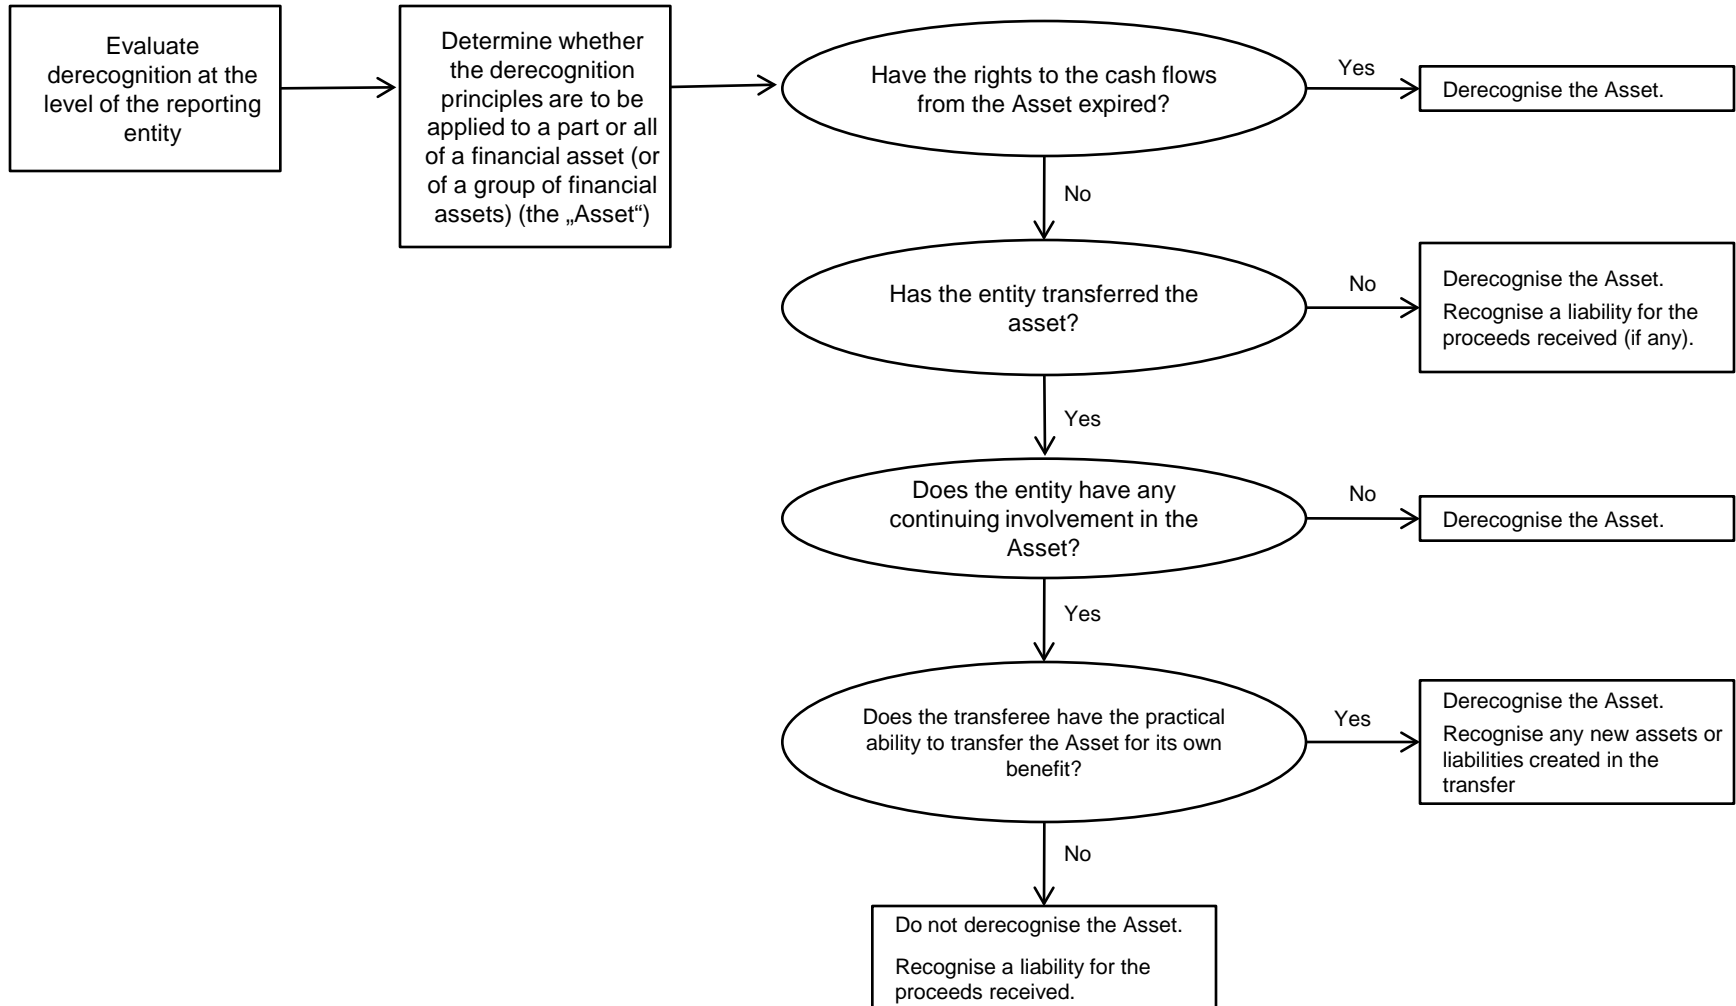 Evaluate
derecognition at the
level of the reporting
entity
Determine whether
the derecognition
principles are to be
applied to a part or all
of a financial asset (or
of a group of financial
assets) (the „Asset“)
Have the rights to the cash flows
from the Asset expired?
Yes
Derecognise the Asset.
No
Has the entity transferred the
asset?
No
Derecognise the Asset.
Recognise a liability for the
proceeds received (if any).
Yes
Does the entity have any
continuing involvement in the
Asset?
No
Derecognise the Asset.
Yes
Does the transferee have the practical
ability to transfer the Asset for its own
benefit?
Yes
Derecognise the Asset.
Recognise any new assets or
liabilities created in the
transfer
No
Do not derecognise the Asset.
Recognise a liability for the
proceeds received.